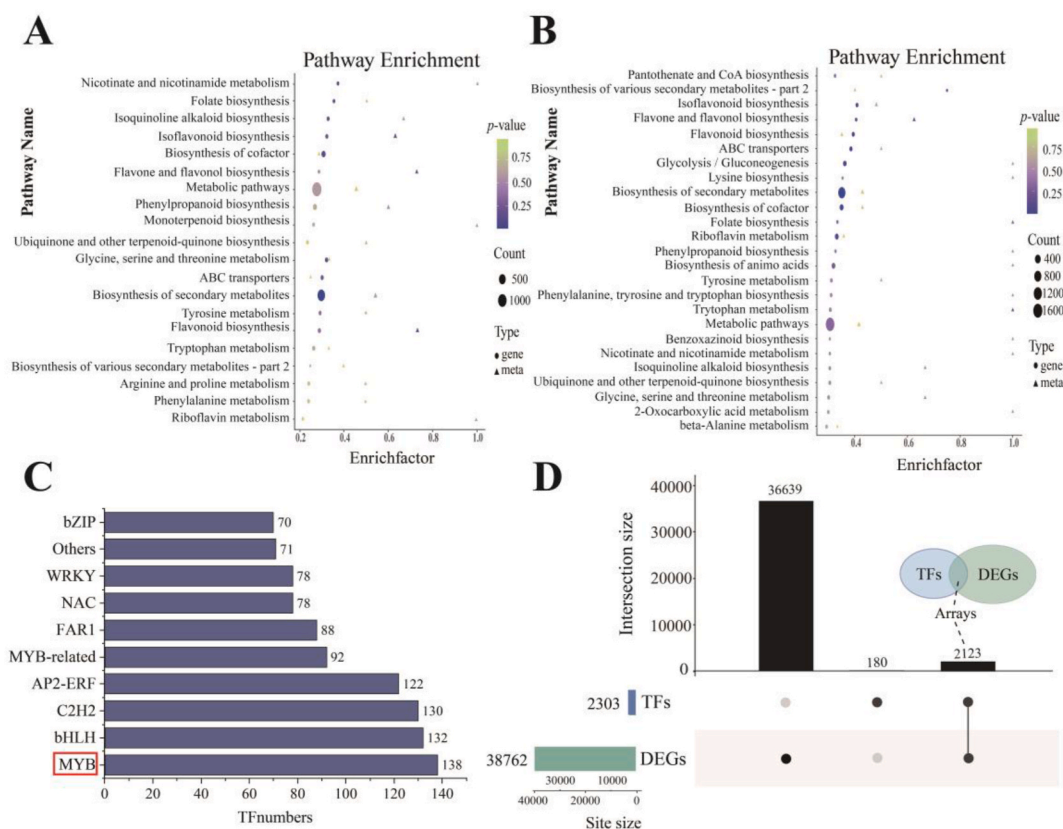 A
Pathway Enrichment
Pathway Name
Nicotinate and nicotinamide metabolism
Folate biosynthesis
Isoquinoline alkaloid biosynthesis
Isoflavonoid biosynthesis
Biosynthesis of cofactor
Flavone and flavonol biosynthesis
Metabolic pathways
Phenylpropanoid biosynthesis
Monoterpenoid biosynthesis
Ubiquinone and other terpenoid-quinone biosynthesis
Glycine, serine and threonine metabolism
ABC transporters
Biosynthesis of secondary metabolites
Tyrosine metabolism
Flavonoid biosynthesis
Tryptophan metabolism
Biosynthesis of various secondary metabolites - part 2
Arginine and proline metabolism
Phenylalanine metabolism
Riboflavin metabolism
0.2 0.4 0.6 0.8 1.0
Enrichfactor
p-value
0.75
0.50
0.25
Count
500
1000
Type
gene
meta
B
Pathway Enrichment
Pathway Name
Pantothenate and CoA biosynthesis
Biosynthesis of various secondary metabolites - part 2
Isoflavonoid biosynthesis
Flavone and flavonol biosynthesis
Flavonoid biosynthesis
ABC transporters
Glycolysis / Gluconeogenesis
Lysine biosynthesis
Biosynthesis of secondary metabolites
Biosynthesis of cofactor
Folate biosynthesis
Riboflavin metabolism
Phenylpropanoid biosynthesis
Biosynthesis of animo acids
Tyrosine metabolism
Phenylalanine, tryrosine and tryptophan biosynthesis
Trytophan metabolism
Metabolic pathways
Benzoxazinoid biosynthesis
Nicotinate and nicotinamide metabolism
Isoquinoline alkaloid biosynthesis
Ubiquinone and other terpenoid-quinone biosynthesis
Glycine, serine and threonine metabolism
2-Oxocarboxylic acid metabolism
beta-Alanine metabolism
0.4 0.6 0.8 1.0
Enrichfactor
p-value
0.75
0.50
0.25
Count
400
800
1200
1600
Type
gene
meta
C
bZIP 70
Others 71
WRKY 78
NAC 78
FAR1 88
MYB-related 92
AP2-ERF 122
C2H2 130
bHLH 132
MYB 138
0 20 40 60 80 100 120 140
TFnumbers
D
Intersection size
40000
30000
20000
10000
0
36639
180
2123
TFs DEGs
Arrays
2303 TFs
38762 DEGs
30000 10000
40000 20000 0
Site size